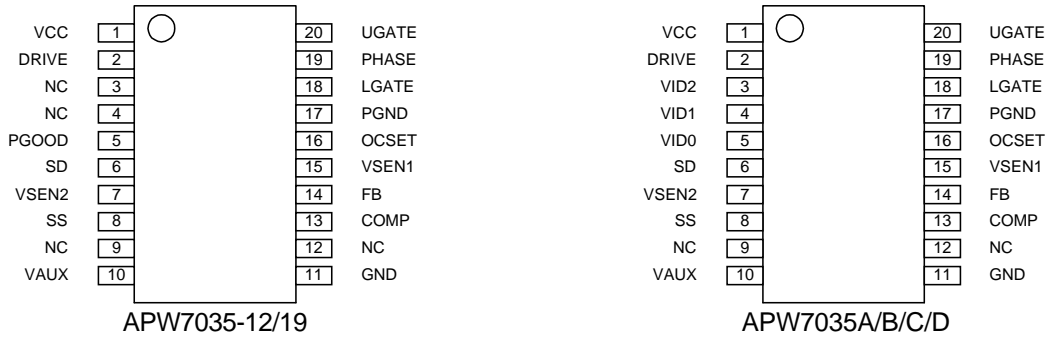 VCC 1 20 UGATE
DRIVE 2 19 PHASE
NC 3 18 LGATE
NC 4 17 PGND
PGOOD 5 16 OCSET
SD 6 15 VSEN1
VSEN2 7 14 FB
SS 8 13 COMP
NC 9 12 NC
VAUX 10 11 GND
APW7035-12/19
VCC 1 20 UGATE
DRIVE 2 19 PHASE
VID2 3 18 LGATE
VID1 4 17 PGND
VID0 5 16 OCSET
SD 6 15 VSEN1
VSEN2 7 14 FB
SS 8 13 COMP
NC 9 12 NC
VAUX 10 11 GND
APW7035A/B/C/D